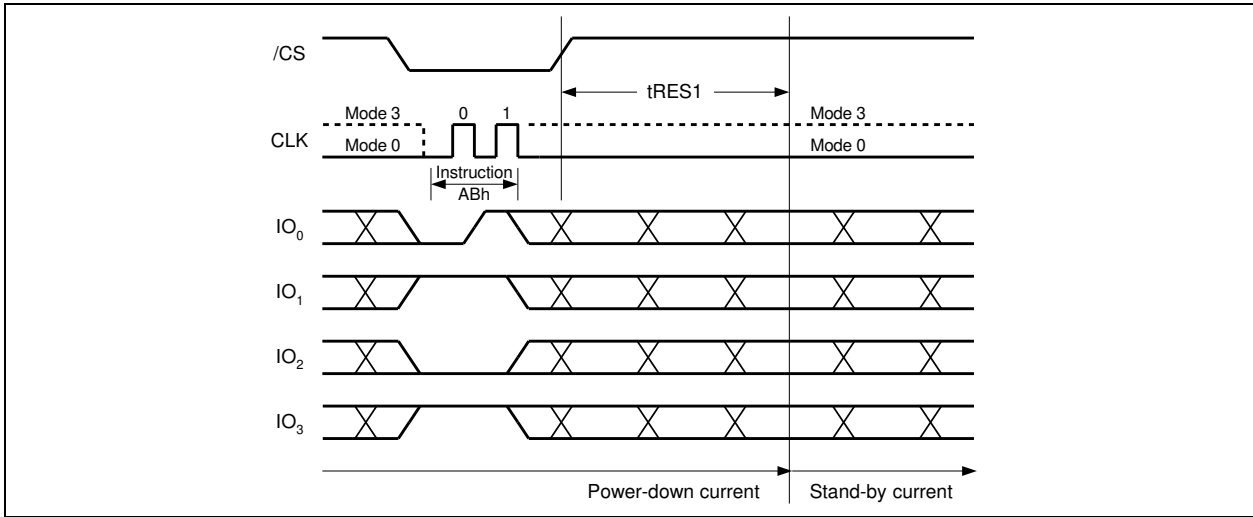 /CS
tRES1
Mode 3 0 1 Mode 3
CLK
Mode 0 Mode 0
Instruction
ABh
IO0
IO1
IO2
IO3
Power-down current Stand-by current